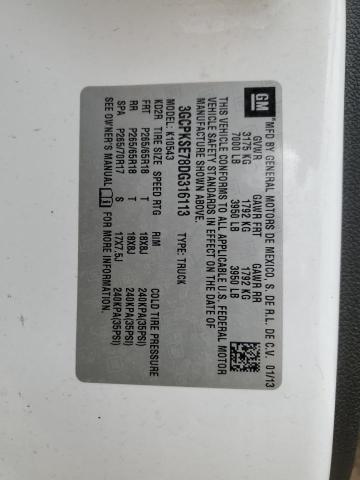 GM
MFD BY GENERAL MOTORS DE MEXICO, S. DE R.L. DE C.V. 01/13
GVWR GAWR FRT GAWR RR
3175 KG 1792 KG 1792 KG
7000 LB 3950 LB 3950 LB
THIS VEHICLE CONFORMS TO ALL APPLICABLE U.S. FEDERAL MOTOR
VEHICLE SAFETY STANDARDS IN EFFECT ON THE DATE OF
MANUFACTURE SHOWN ABOVE.
3GCPKSE78DG316113 TYPE: TRUCK
MODEL: K10543
KD2R TIRE SIZE SPEED RTG RIM COLD TIRE PRESSURE
FRT P265/65R18 T 18X8J 240KPA(35PSI)
RR P265/65R18 T 18X8J 240KPA(35PSI)
SPA P265/70R17 S 17X7.5J 240KPA(35PSI)
SEE OWNER'S MANUAL FOR MORE INFORMATION.